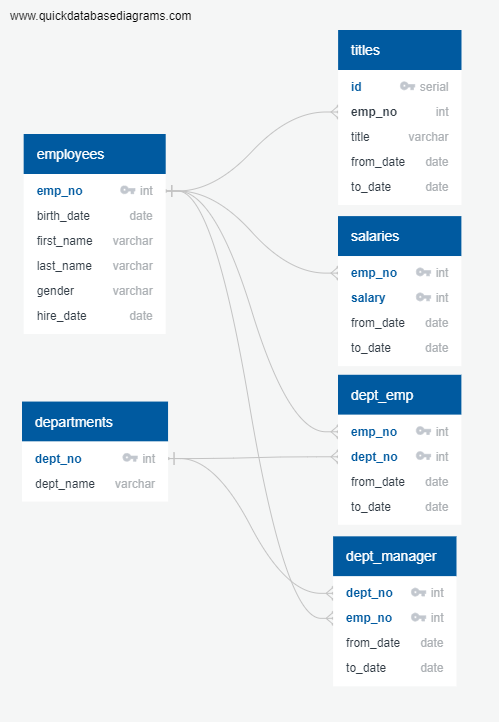 www.quickdatabasediagrams.com
employees
emp_no int
birth_date date
first_name varchar
last_name varchar
gender varchar
hire_date date
departments
dept_no int
dept_name varchar
titles
id serial
emp_no int
title varchar
from_date date
to_date date
salaries
emp_no int
salary int
from_date date
to_date date
dept_emp
emp_no int
dept_no int
from_date date
to_date date
dept_manager
dept_no int
emp_no int
from_date date
to_date date